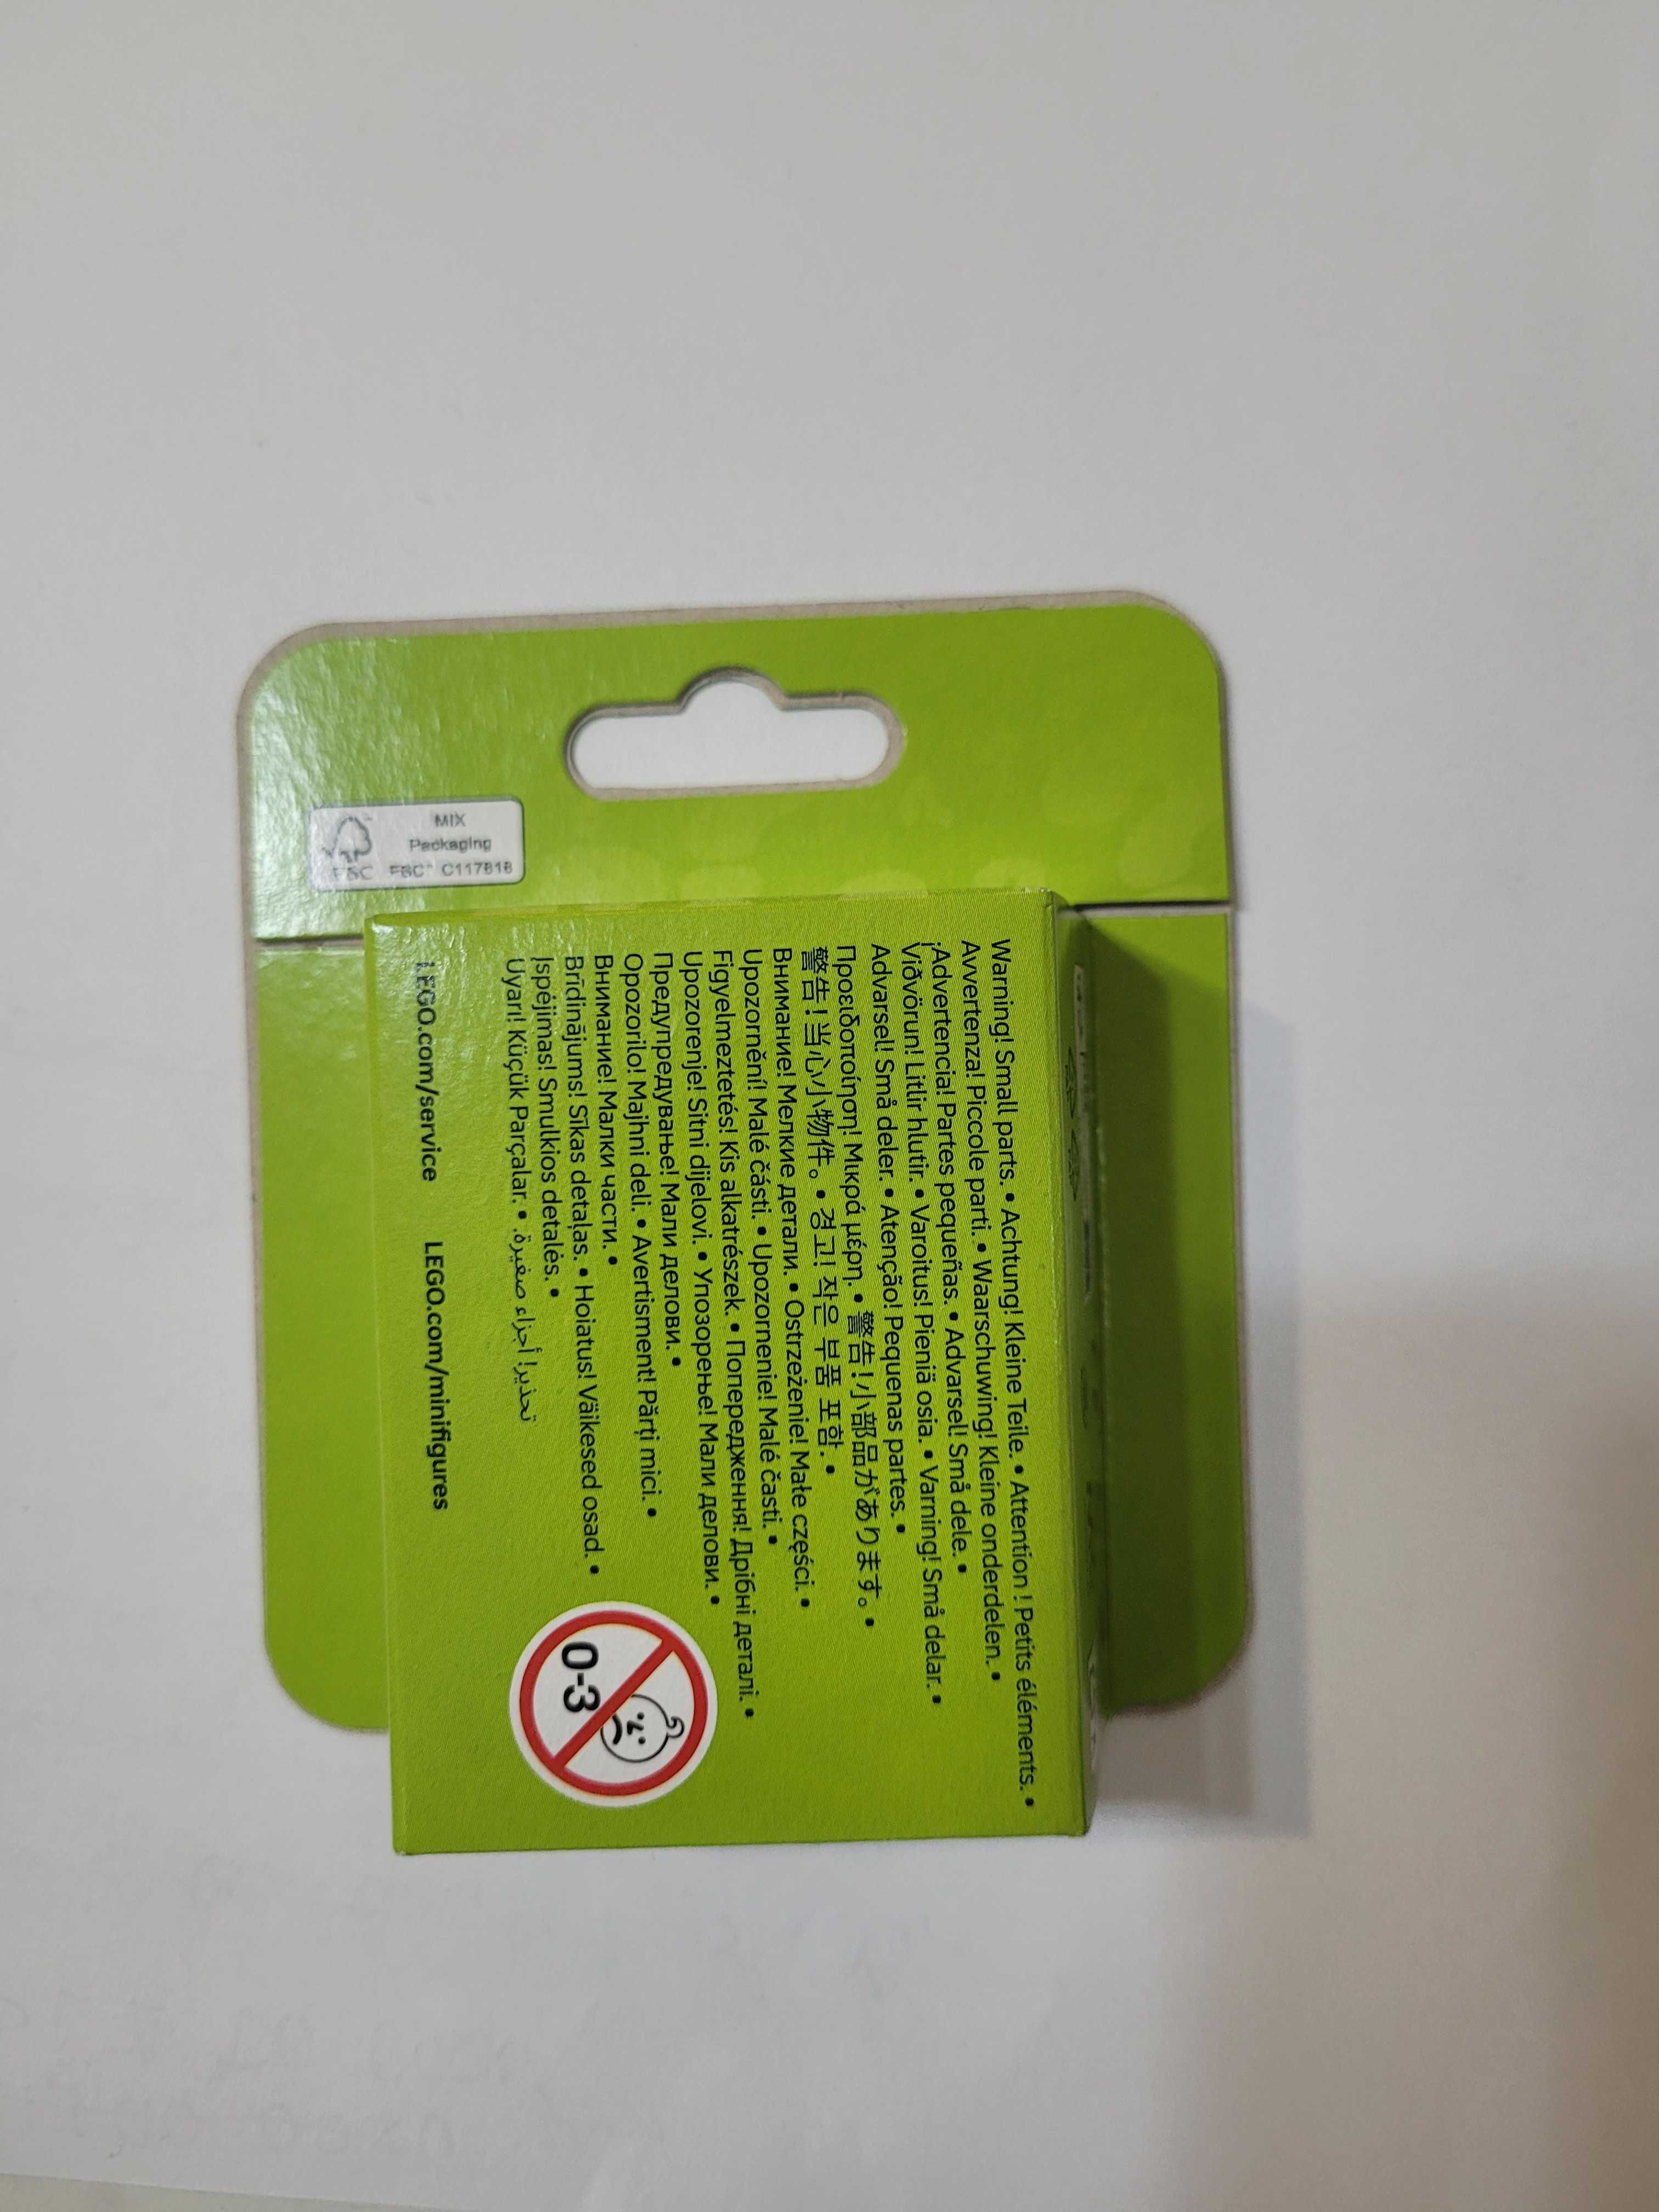 MIX
Packaging
FSC™ C117818
Warning! Small parts. • Achtung! Kleine Teile. • Attention ! Petits éléments. •
Avvertenza! Piccole parti. • Waarschuwing! Kleine onderdelen. •
¡Advertencia! Partes pequeñas. • Advarsel! Små dele. •
Viðvörun! Litlir hlutir. • Varoitus! Pieniä osia. • Varning! Små delar. •
Advarsel! Små deler. • Atenção! Pequenas partes. •
Προειδοποίηση! Μικρά μέρη. • 警告！小部品があります。 •
警告！当心小物件。 • 경고! 작은 부품 포함. •
Внимание! Мелкие детали. • Ostrzeżenie! Małe części. •
Upozornění! Malé části. • Upozornenie! Malé časti. •
Figyelmeztetés! Kis alkatrészek. • Попередження! Дрібні деталі. •
Upozorenje! Sitni dijelovi. • Упозорење! Мали делови. •
Предупредување! Мали делови. •
Opozorilo! Majhni deli. • Avertisment! Părți mici. •
Внимание! Малки части. •
Brīdinājums! Sīkas detaļas. • Hoiatus! Väikesed osad. •
Įspėjimas! Smulkios detalės. •
Uyarı! Küçük Parçalar. • تحذير! أجزاء صغيرة.
0-3
LEGO.com/service LEGO.com/minifigures